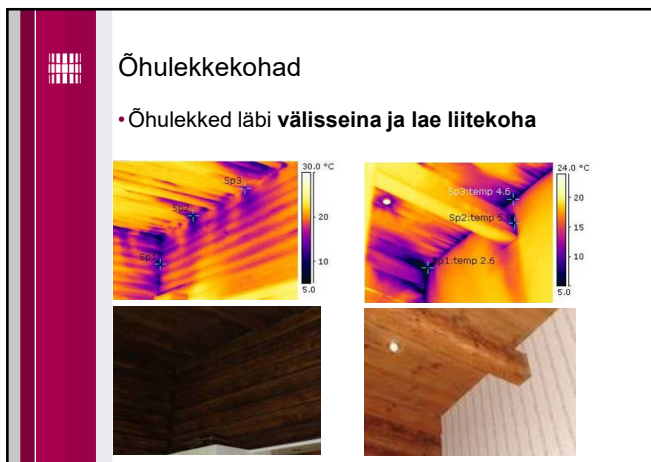 Õhulekkekohad
•Õhulekked läbi välisseina ja lae liitekoha
30.0 °C
Sp3
Sp2
20
Sp1
10
5.0
24.0 °C
Sp3:temp 4.6
20
Sp2:temp 5.
10
Sp1:temp 2.6
5.0